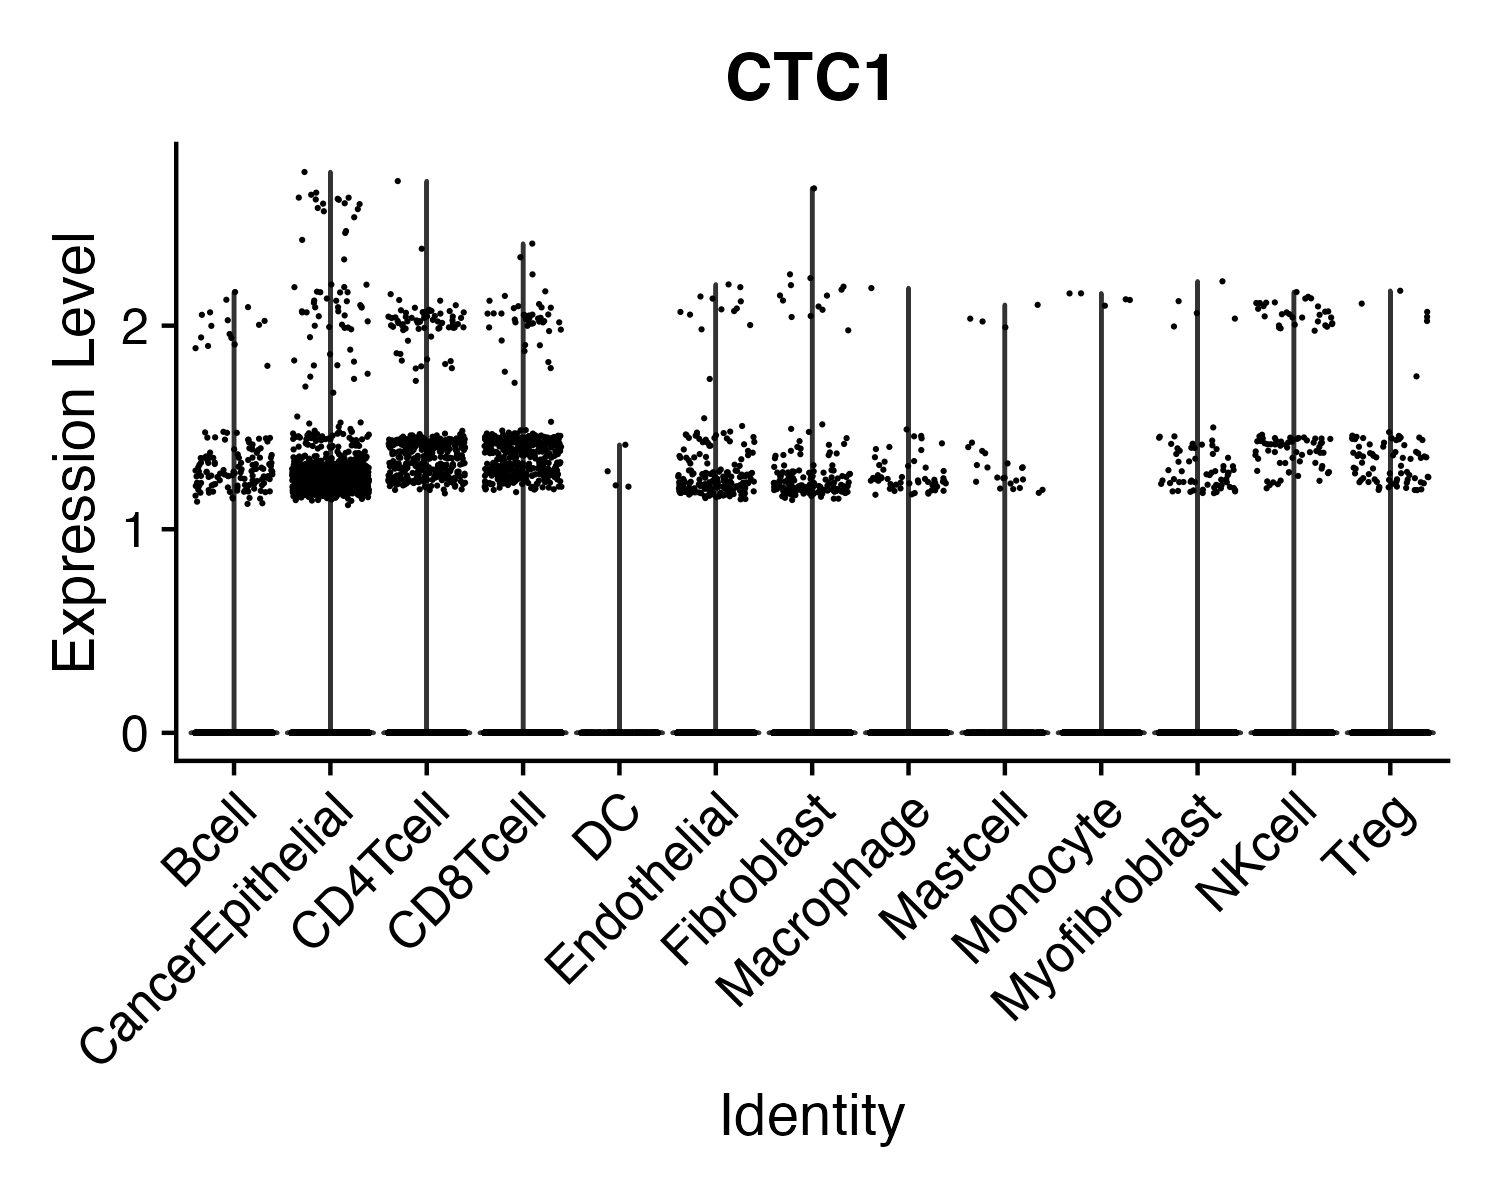 CTC1
Expression Level
2
1
0
Bcell
CancerEpithelial
CD4Tcell
CD8Tcell
DC
Endothelial
Fibroblast
Macrophage
Mastcell
Monocyte
Myofibroblast
NKcell
Treg
Identity